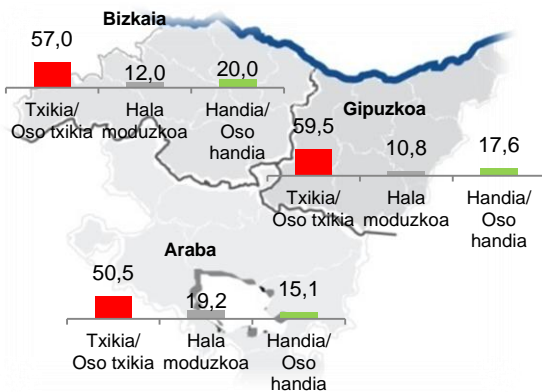 Bizkaia
57,0
12,0
20,0
Txikia/
Oso txikia
Hala
moduzkoa
Handia/
Oso
handia
Gipuzkoa
59,5
10,8
17,6
Txikia/
Oso txikia
Hala
moduzkoa
Handia/
Oso
handia
Araba
50,5
19,2
15,1
Txikia/
Oso txikia
Hala
moduzkoa
Handia/
Oso
handia